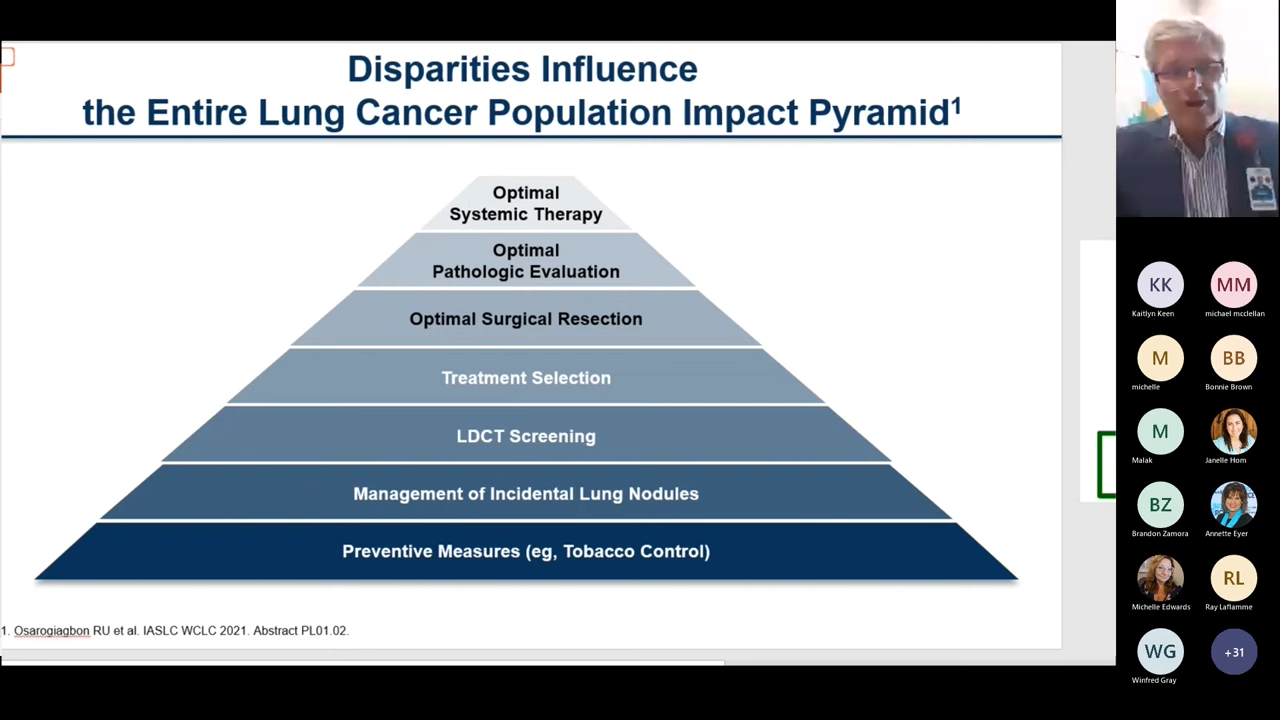 Disparities Influence
the Entire Lung Cancer Population Impact Pyramid1
Optimal
Systemic Therapy
Optimal
Pathologic Evaluation
Optimal Surgical Resection
Treatment Selection
LDCT Screening
Management of Incidental Lung Nodules
Preventive Measures (eg, Tobacco Control)
1. Osarogiagbon RU et al. IASLC WCLC 2021. Abstract PL01.02.
KK
Kaitlyn Keen
MM
michael mcclellan
M
michelle
BB
Bonnie Brown
M
Malak
Janelle Hom
BZ
Brandon Zamora
Annette Eyer
Michelle Edwards
RL
Ray Laflamme
WG
Winfred Gray
+31